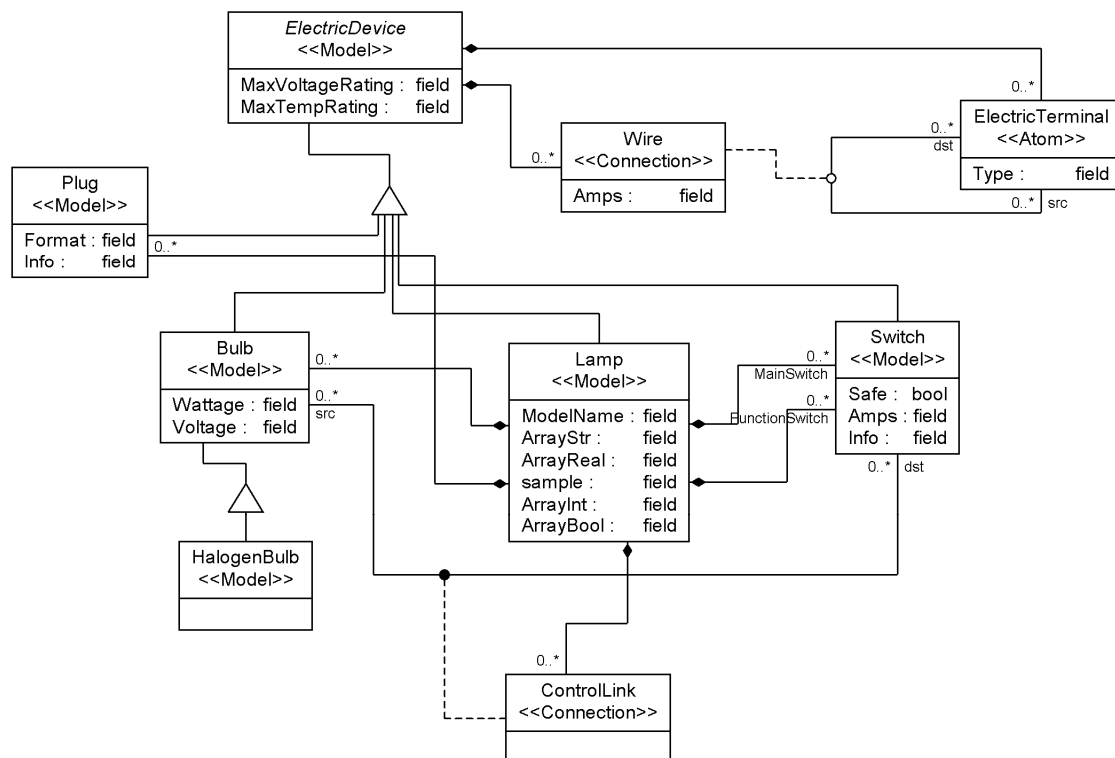 ElectricDevice
<<Model>>
MaxVoltageRating : field
MaxTempRating : field
0..*
ElectricTerminal
<<Atom>>
Type : field
0..*
dst
0..*
src
Wire
<<Connection>>
Amps : field
0..*
Plug
<<Model>>
Format : field
Info : field
0..*
Bulb
<<Model>>
Wattage : field
Voltage : field
0..*
0..*
src
Lamp
<<Model>>
ModelName : field
ArrayStr : field
ArrayReal : field
sample : field
ArrayInt : field
ArrayBool : field
0..*
MainSwitch
0..*
FunctionSwitch
Switch
<<Model>>
Safe : bool
Amps : field
Info : field
0..*
dst
HalogenBulb
<<Model>>
0..*
ControlLink
<<Connection>>